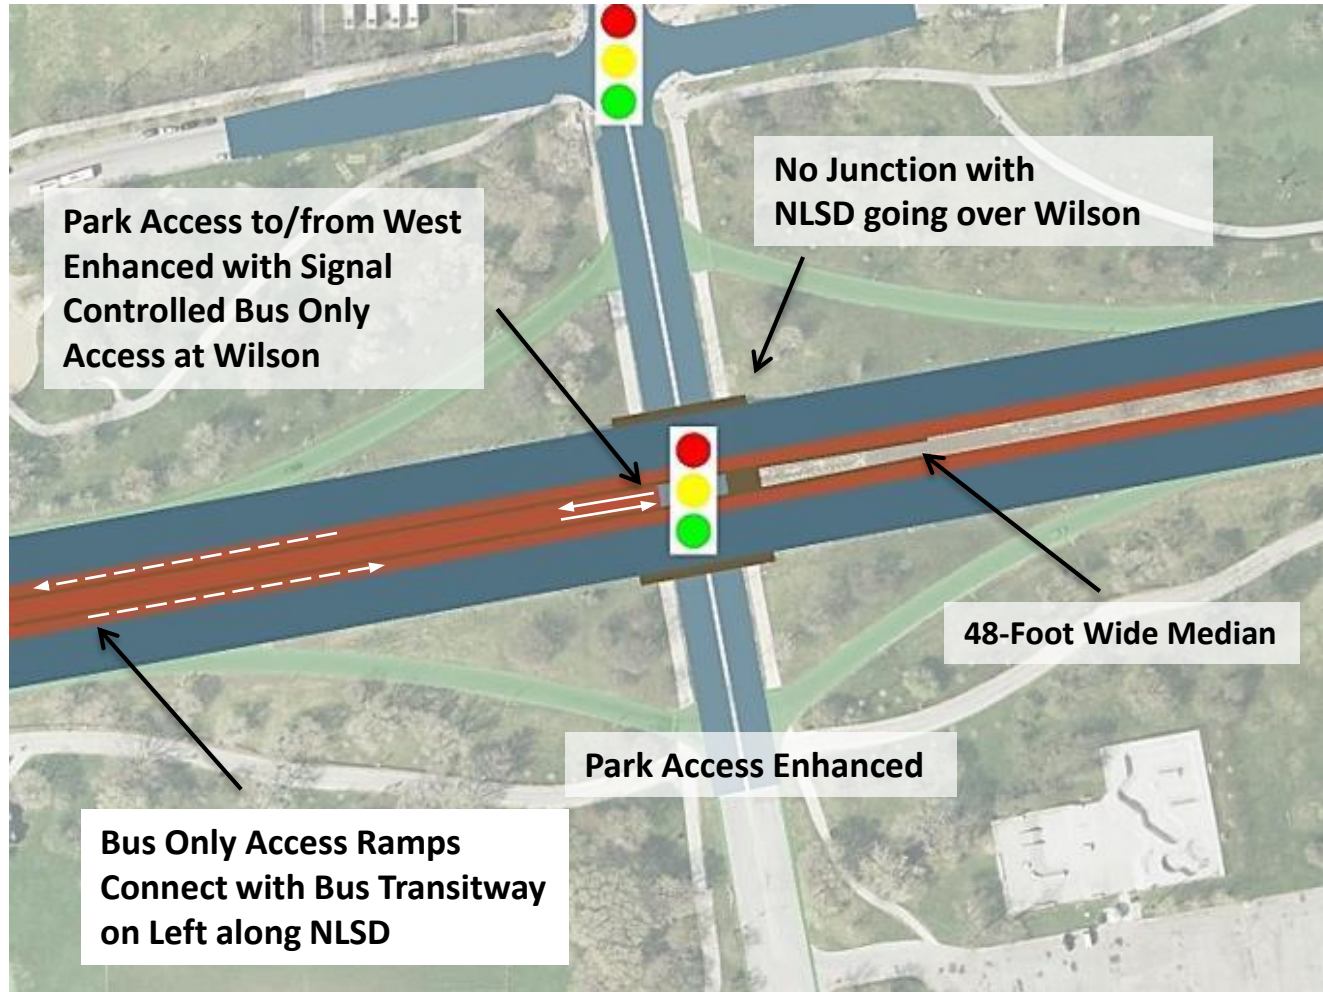 No Junction with
NLSD going over Wilson
Park Access to/from West
Enhanced with Signal
Controlled Bus Only
Access at Wilson
48-Foot Wide Median
Park Access Enhanced
Bus Only Access Ramps
Connect with Bus Transitway
on Left along NLSD